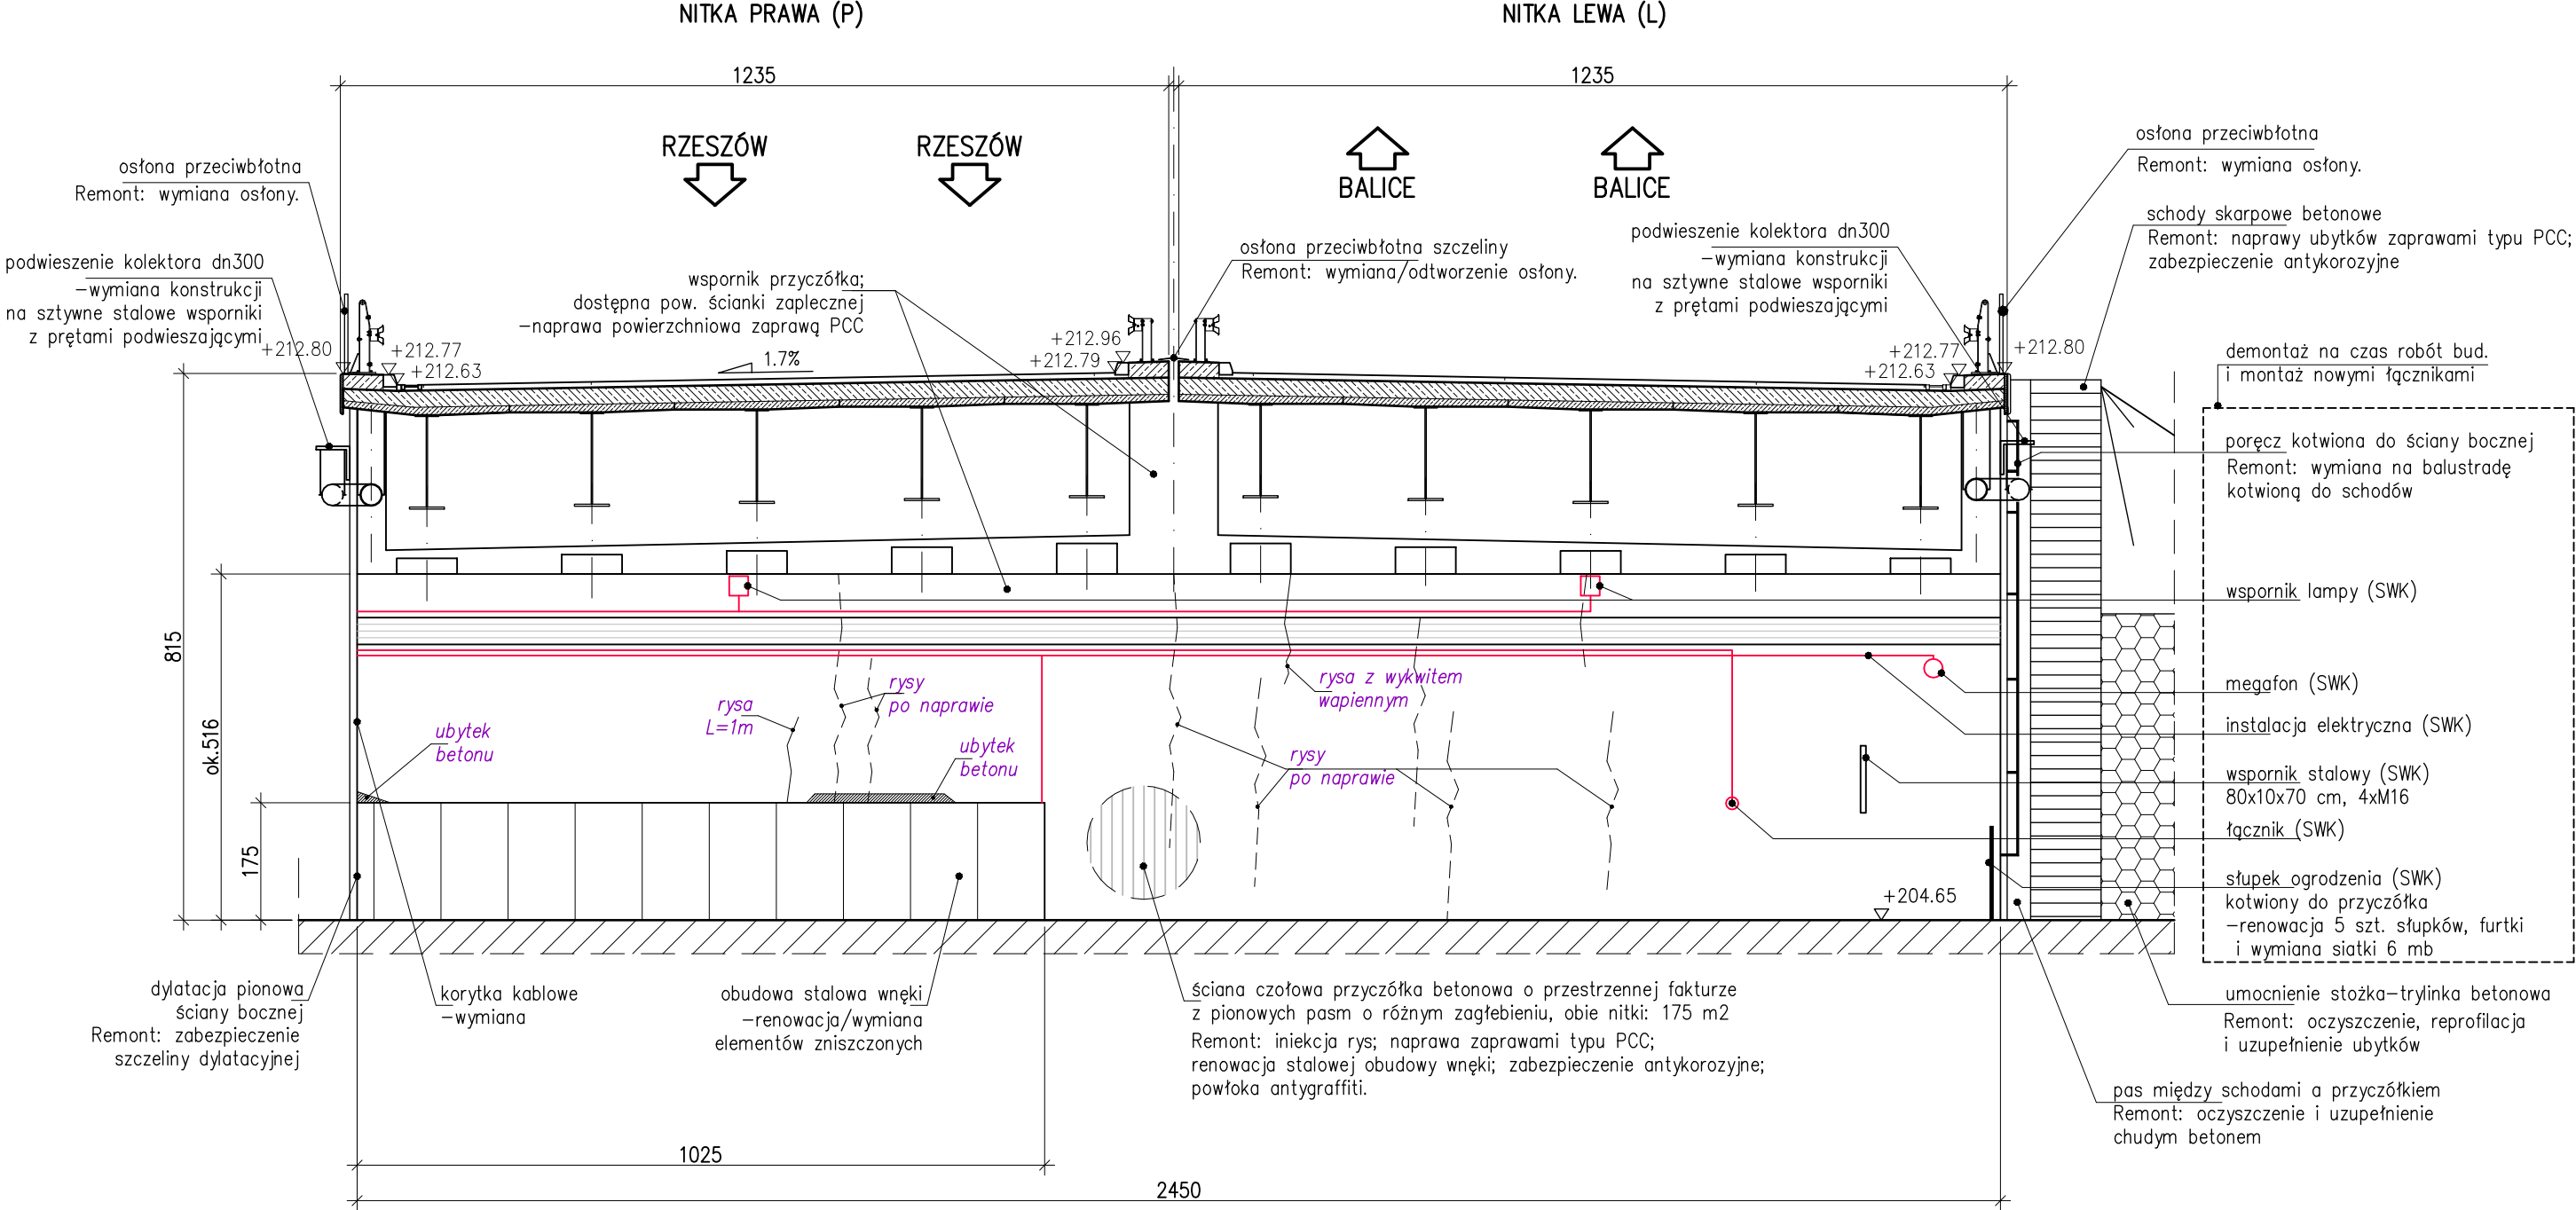 NITKA PRAWA (P)
NITKA LEWA (L)
1235
1235
RZESZÓW
RZESZÓW
BALICE
BALICE
osłona przeciwbłotna
Remont: wymiana osłony.
podwieszenie kolektora dn300
-wymiana konstrukcji
na sztywne stalowe wsporniki
z prętami podwieszającymi
wspornik przyczółka;
dostępna pow. ścianki zaplecznej
-naprawa powierzchniowa zaprawą PCC
osłona przeciwbłotna szczeliny
Remont: wymiana/odtworzenie osłony.
podwieszenie kolektora dn300
-wymiana konstrukcji
na sztywne stalowe wsporniki
z prętami podwieszającymi
osłona przeciwbłotna
Remont: wymiana osłony.
schody skarpowe betonowe
Remont: naprawy ubytków zaprawami typu PCC;
zabezpieczenie antykorozyjne
+212.80
+212.77
+212.63
1.7%
+212.96
+212.79
+212.77
+212.63
+212.80
demontaż na czas robót bud.
i montaż nowymi łącznikami
poręcz kotwiona do ściany bocznej
Remont: wymiana na balustradę
kotwioną do schodów
wspornik lampy (SWK)
megafon (SWK)
instalacja elektryczna (SWK)
wspornik stalowy (SWK)
80x10x70 cm, 4xM16
łącznik (SWK)
słupek ogrodzenia (SWK)
kotwiony do przyczółka
-renowacja 5 szt. słupków, furtki
i wymiana siatki 6 mb
815
ok.516
175
ubytek
betonu
rysa
L=1m
rysy
po naprawie
ubytek
betonu
rysa z wykwitem
wapiennym
rysy
po naprawie
+204.65
dylatacja pionowa
ściany bocznej
Remont: zabezpieczenie
szczeliny dylatacyjnej
korytka kablowe
-wymiana
obudowa stalowa wnęki
-renowacja/wymiana
elementów zniszczonych
ściana czołowa przyczółka betonowa o przestrzennej fakturze
z pionowych pasm o różnym zagłebieniu, obie nitki: 175 m2
Remont: iniekcja rys; naprawa zaprawami typu PCC;
renowacja stalowej obudowy wnęki; zabezpieczenie antykorozyjne;
powłoka antygraffiti.
umocnienie stożka-trylinka betonowa
Remont: oczyszczenie, reprofilacja
i uzupełnienie ubytków
pas między schodami a przyczółkiem
Remont: oczyszczenie i uzupełnienie
chudym betonem
1025
2450